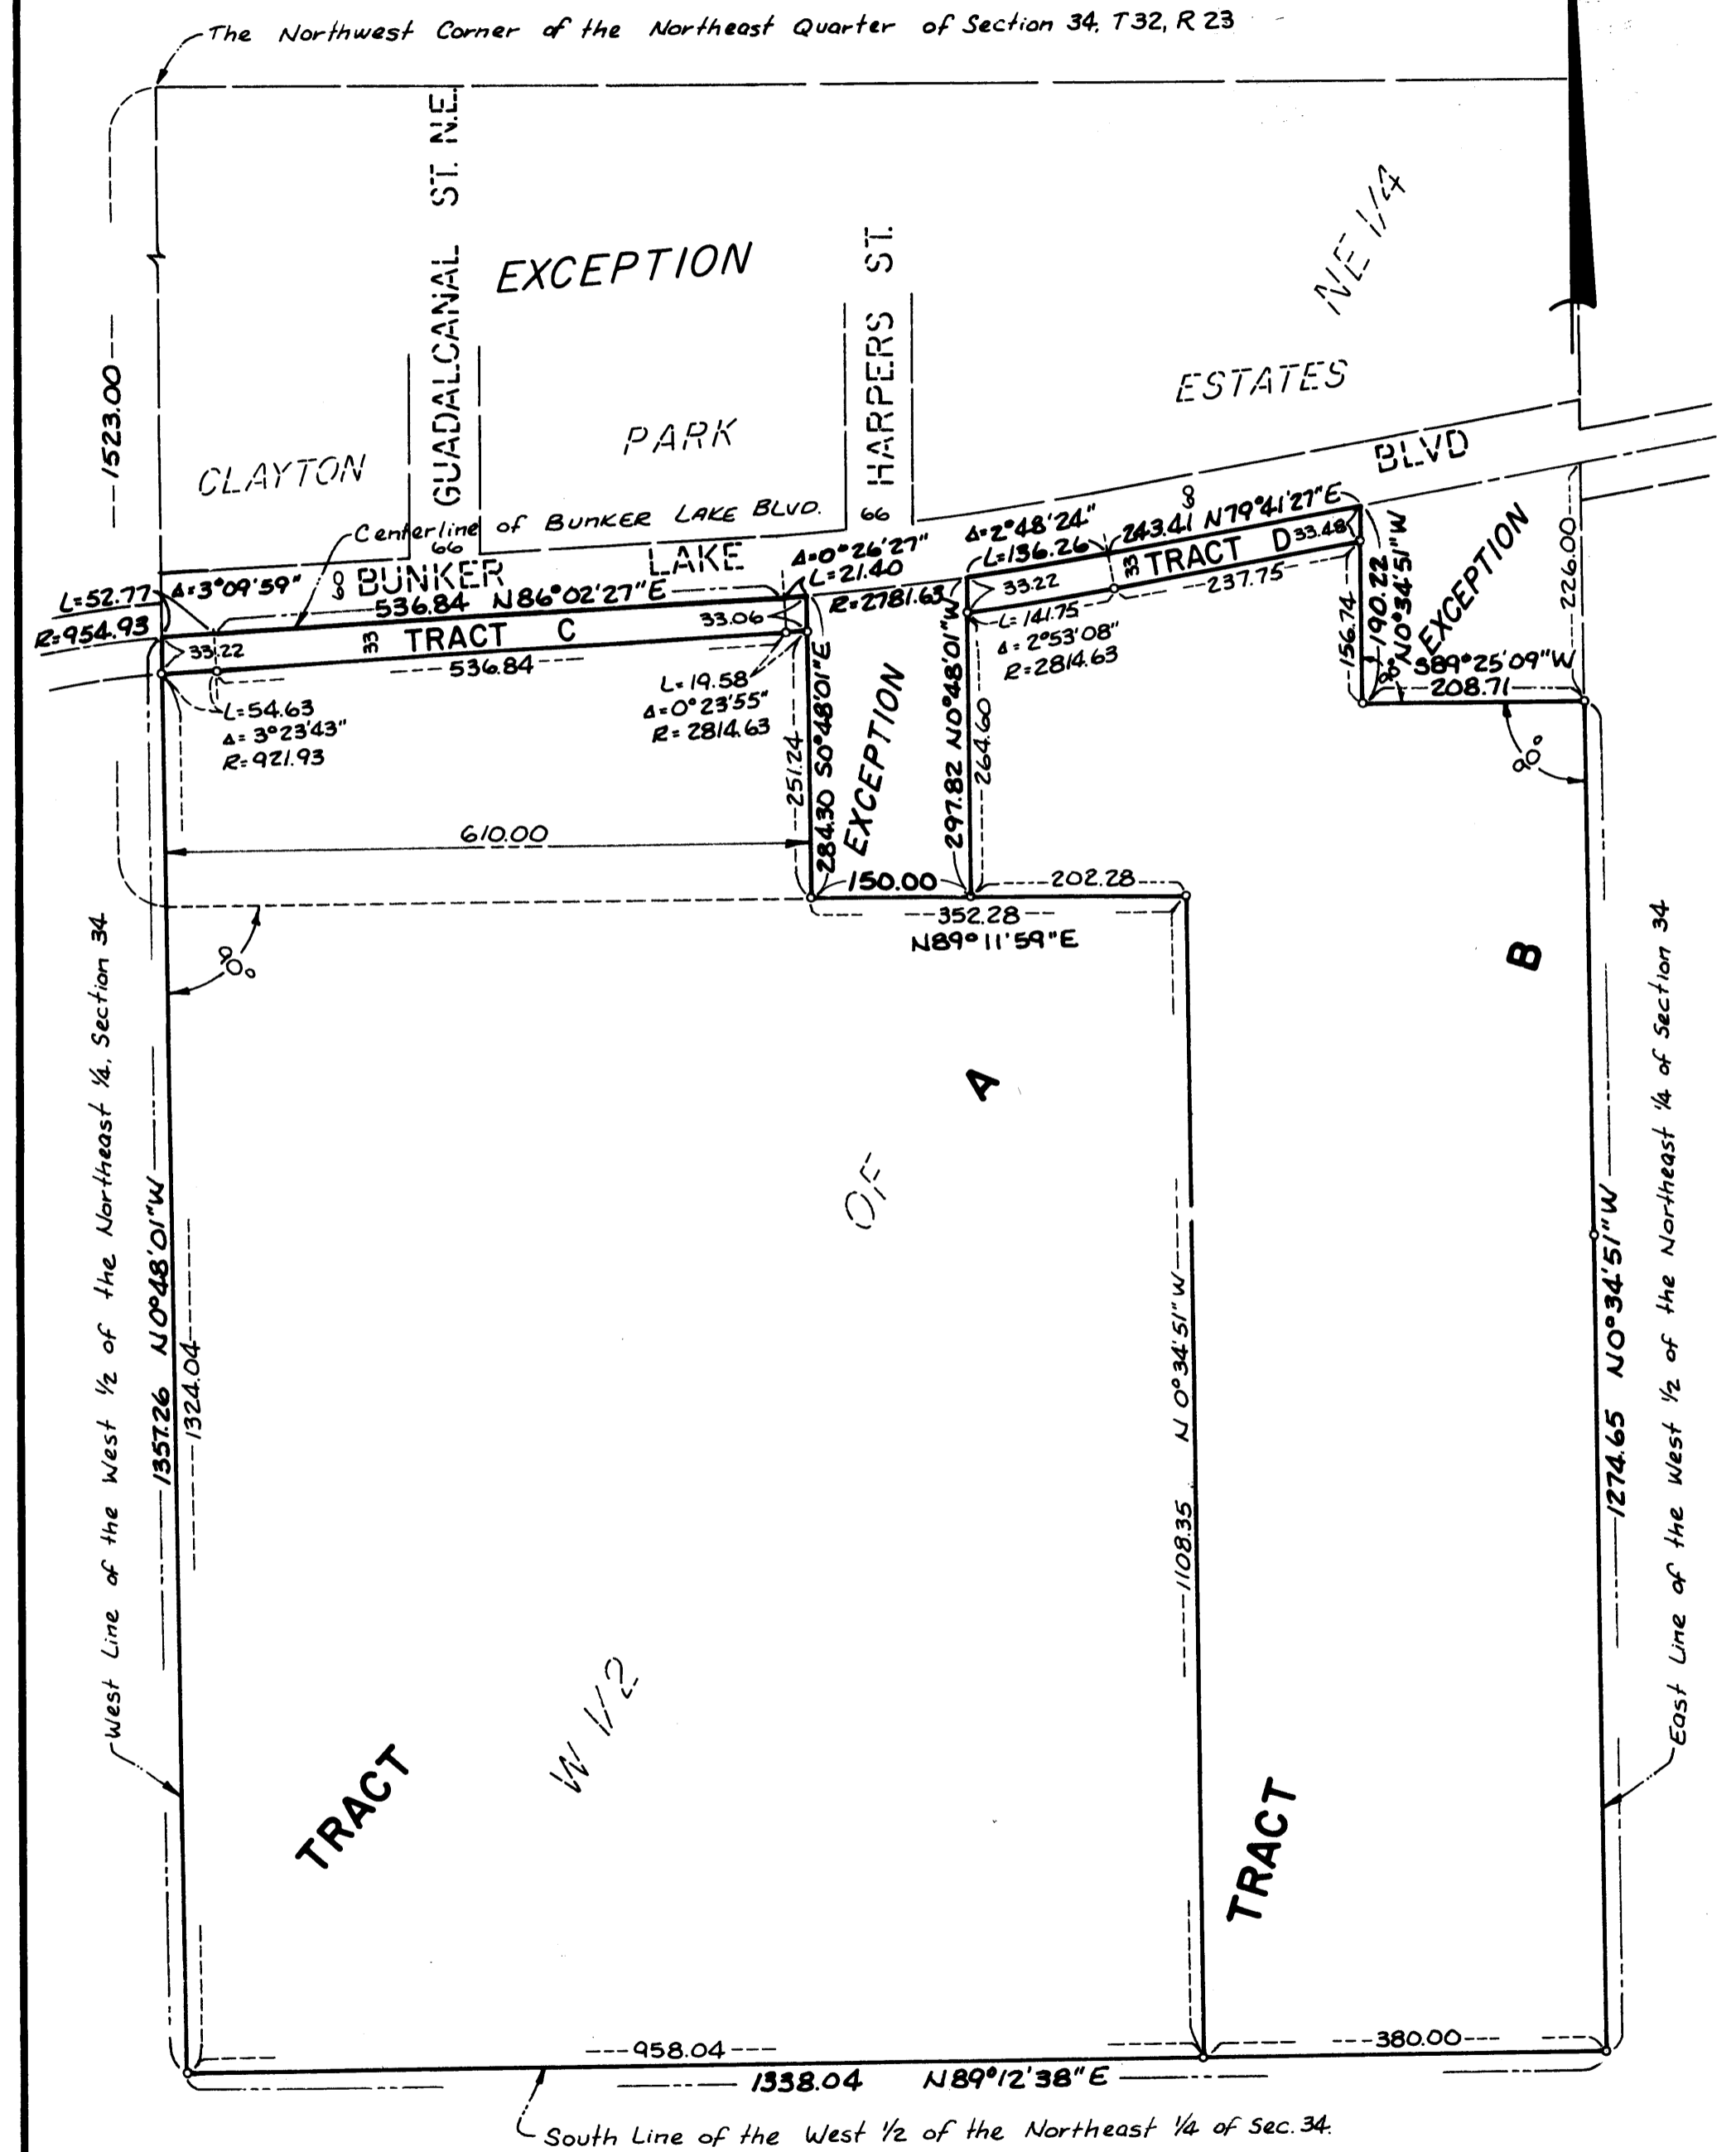 The Northwest Corner of the Northeast Quarter of Section 34, T32, R 23
GUADALCANAL ST. N.E.
EXCEPTION
HARPERS ST.
NE 1/4
1523.00
CLAYTON
PARK
ESTATES
BLVD
Centerline of BUNKER LAKE BLVD.
66
66
BUNKER
LAKE
L=52.77
Δ=3°09'59"
R=954.93
536.84 N86°02'27"E
Δ=0°26'27"
L=21.40
R=2781.63
Δ=2°48'24"
L=136.26
243.41 N79°41'27"E
33.22
33
TRACT C
33.06
536.84
L=54.63
Δ=3°23'43"
R=921.93
L=19.58
Δ=0°23'55"
R=2814.63
33.22
33
TRACT D
33.48
237.75
L=141.75
Δ=2°53'08"
R=2814.63
156.74
190.22
N0°34'51"W
EXCEPTION
226.00
90°
S89°25'09"W
208.71
90°
251.24
284.30 S0°48'01"E
EXCEPTION
297.82 N0°48'01"W
264.60
610.00
150.00
202.28
352.28
N89°11'59"E
90°
B
A
OF
West Line of the West 1/2 of the Northeast 1/4, Section 34
1357.26 N0°48'01"W
1324.04
N 0°34'51"W
1108.35
1274.65 N0°34'51"W
East Line of the West 1/2 of the Northeast 1/4 of Section 34
W 1/2
TRACT
TRACT
958.04
380.00
1338.04 N89°12'38"E
South Line of the West 1/2 of the Northeast 1/4 of Sec. 34.